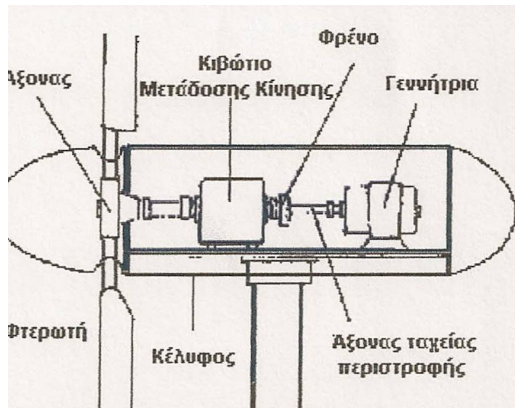 Φρένο
Κιβώτιο
Μετάδοσης Κίνησης
Γεννήτρια
Άξονας
Φτερωτή
Κέλυφος
Άξονας ταχείας
περιστροφής